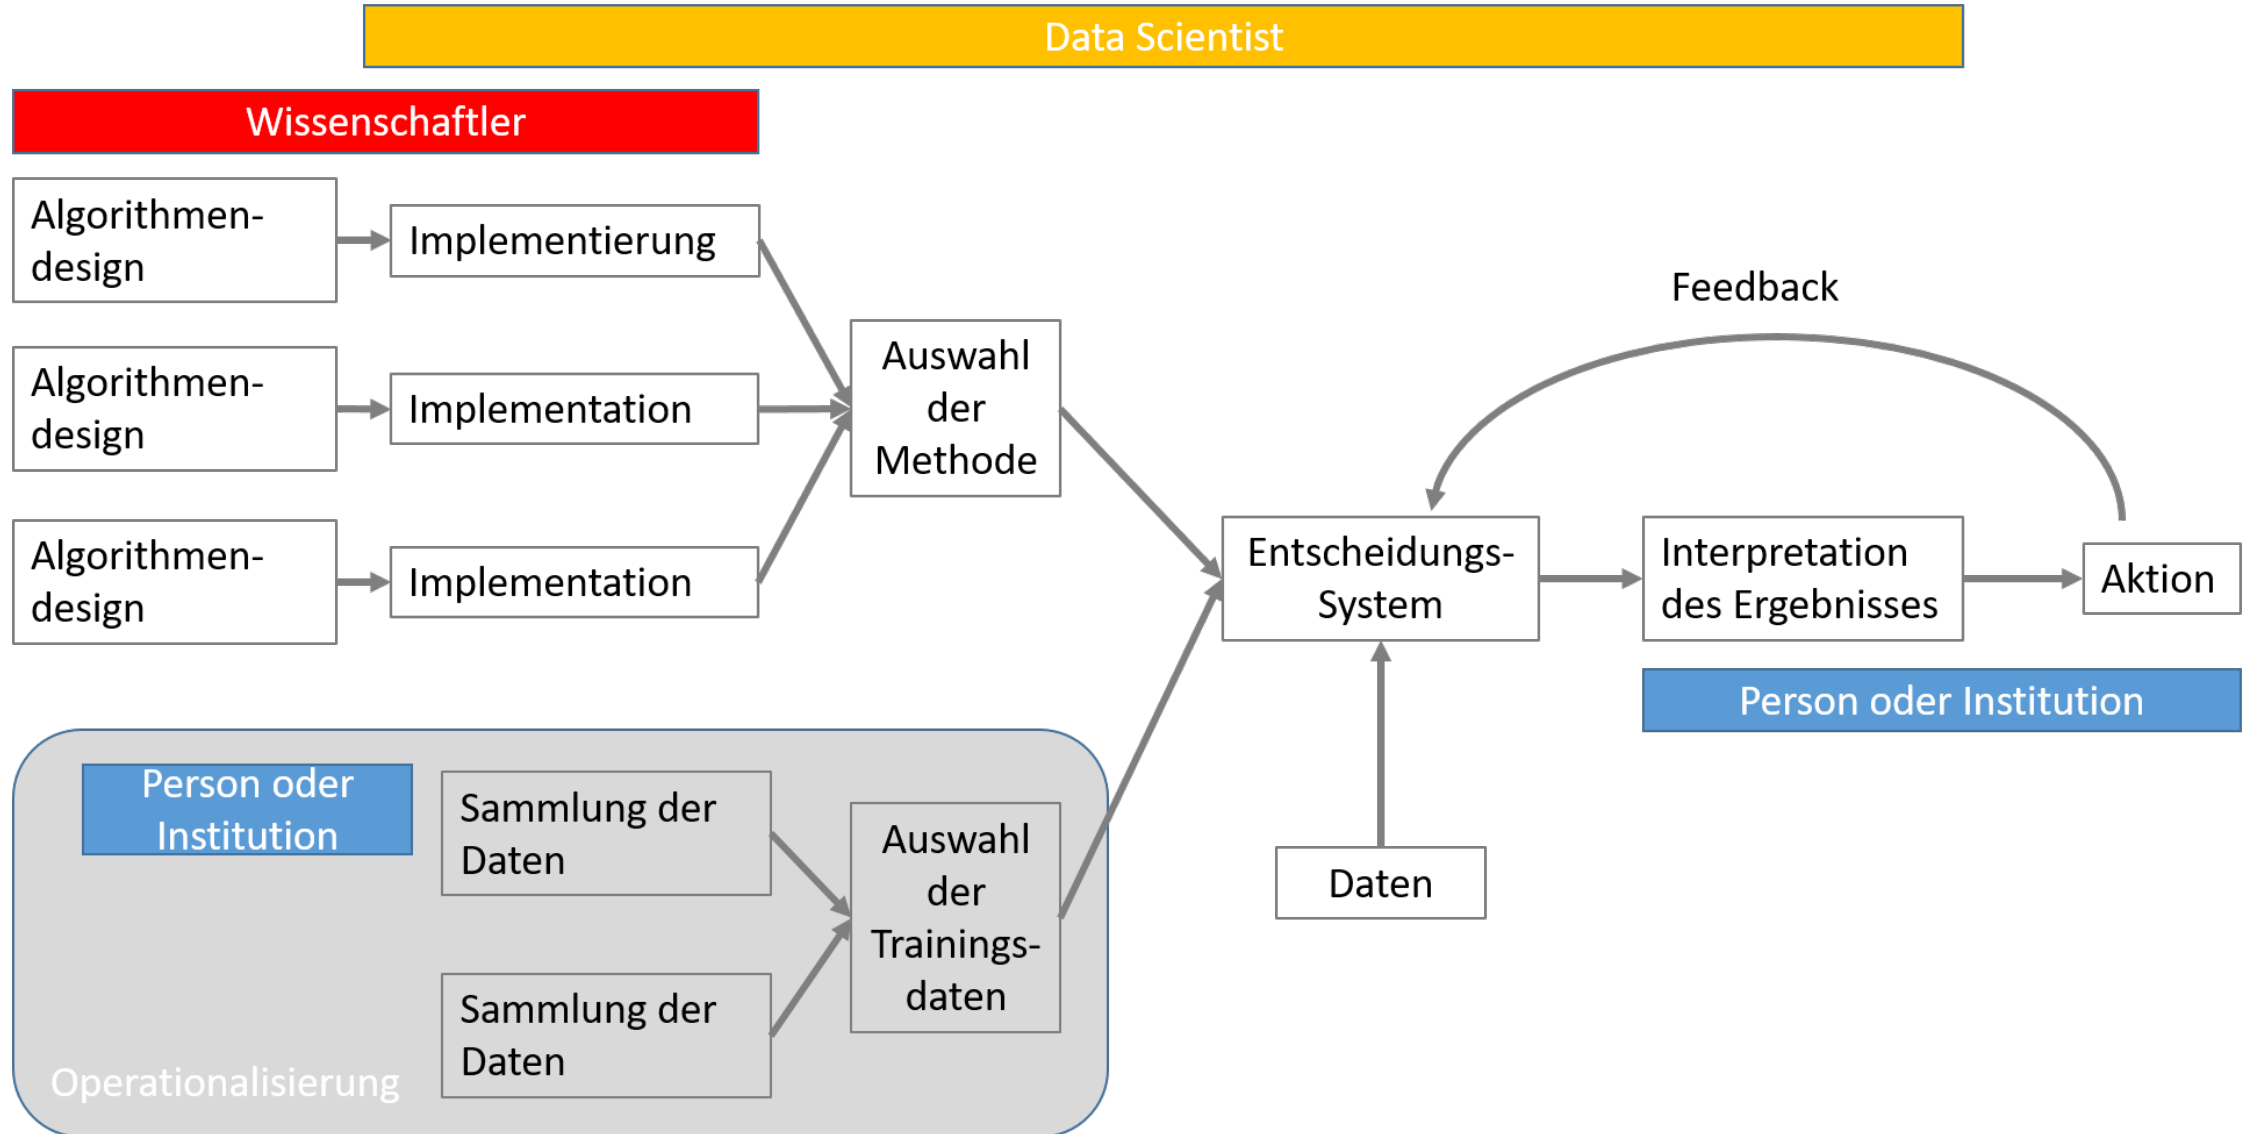 Data Scientist
Wissenschaftler
Algorithmen-
design
Implementierung
Algorithmen-
design
Implementation
Algorithmen-
design
Implementation
Auswahl
der
Methode
Feedback
Entscheidungs-
System
Interpretation
des Ergebnisses
Aktion
Person oder Institution
Person oder
Institution
Sammlung der
Daten
Sammlung der
Daten
Auswahl
der
Trainings-
daten
Operationalisierung
Daten